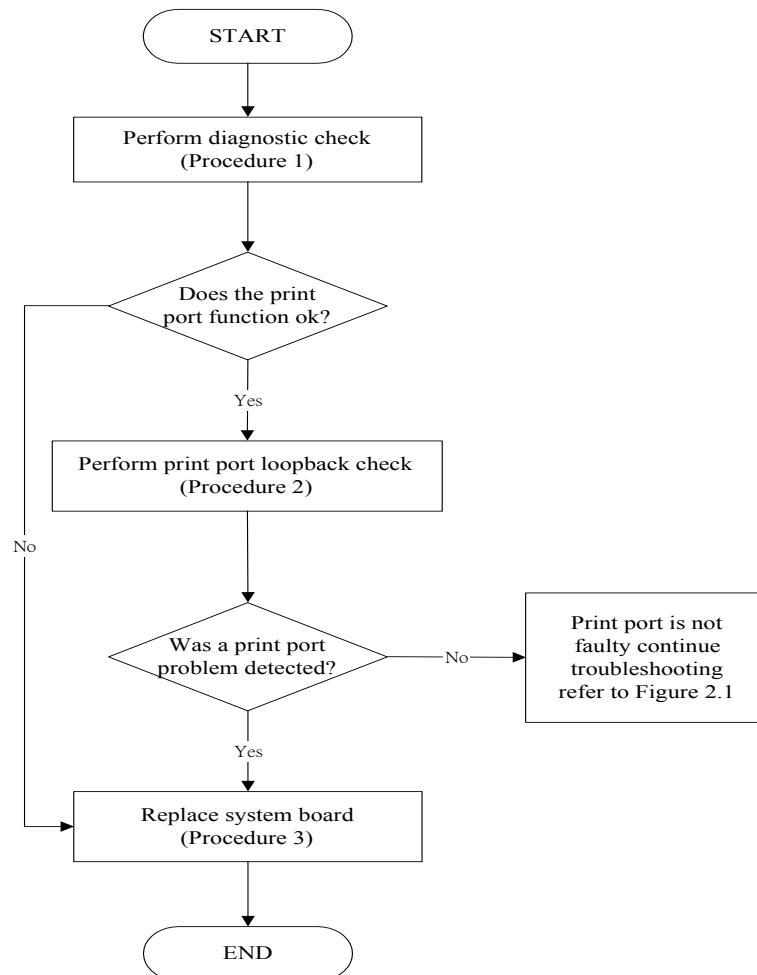 START
Perform diagnostic check
(Procedure 1)
Does the print
port function ok?
Yes
Perform print port loopback check
(Procedure 2)
No
Was a print port
problem detected?
No
Print port is not
faulty continue
troubleshooting
refer to Figure 2.1
Yes
Replace system board
(Procedure 3)
END